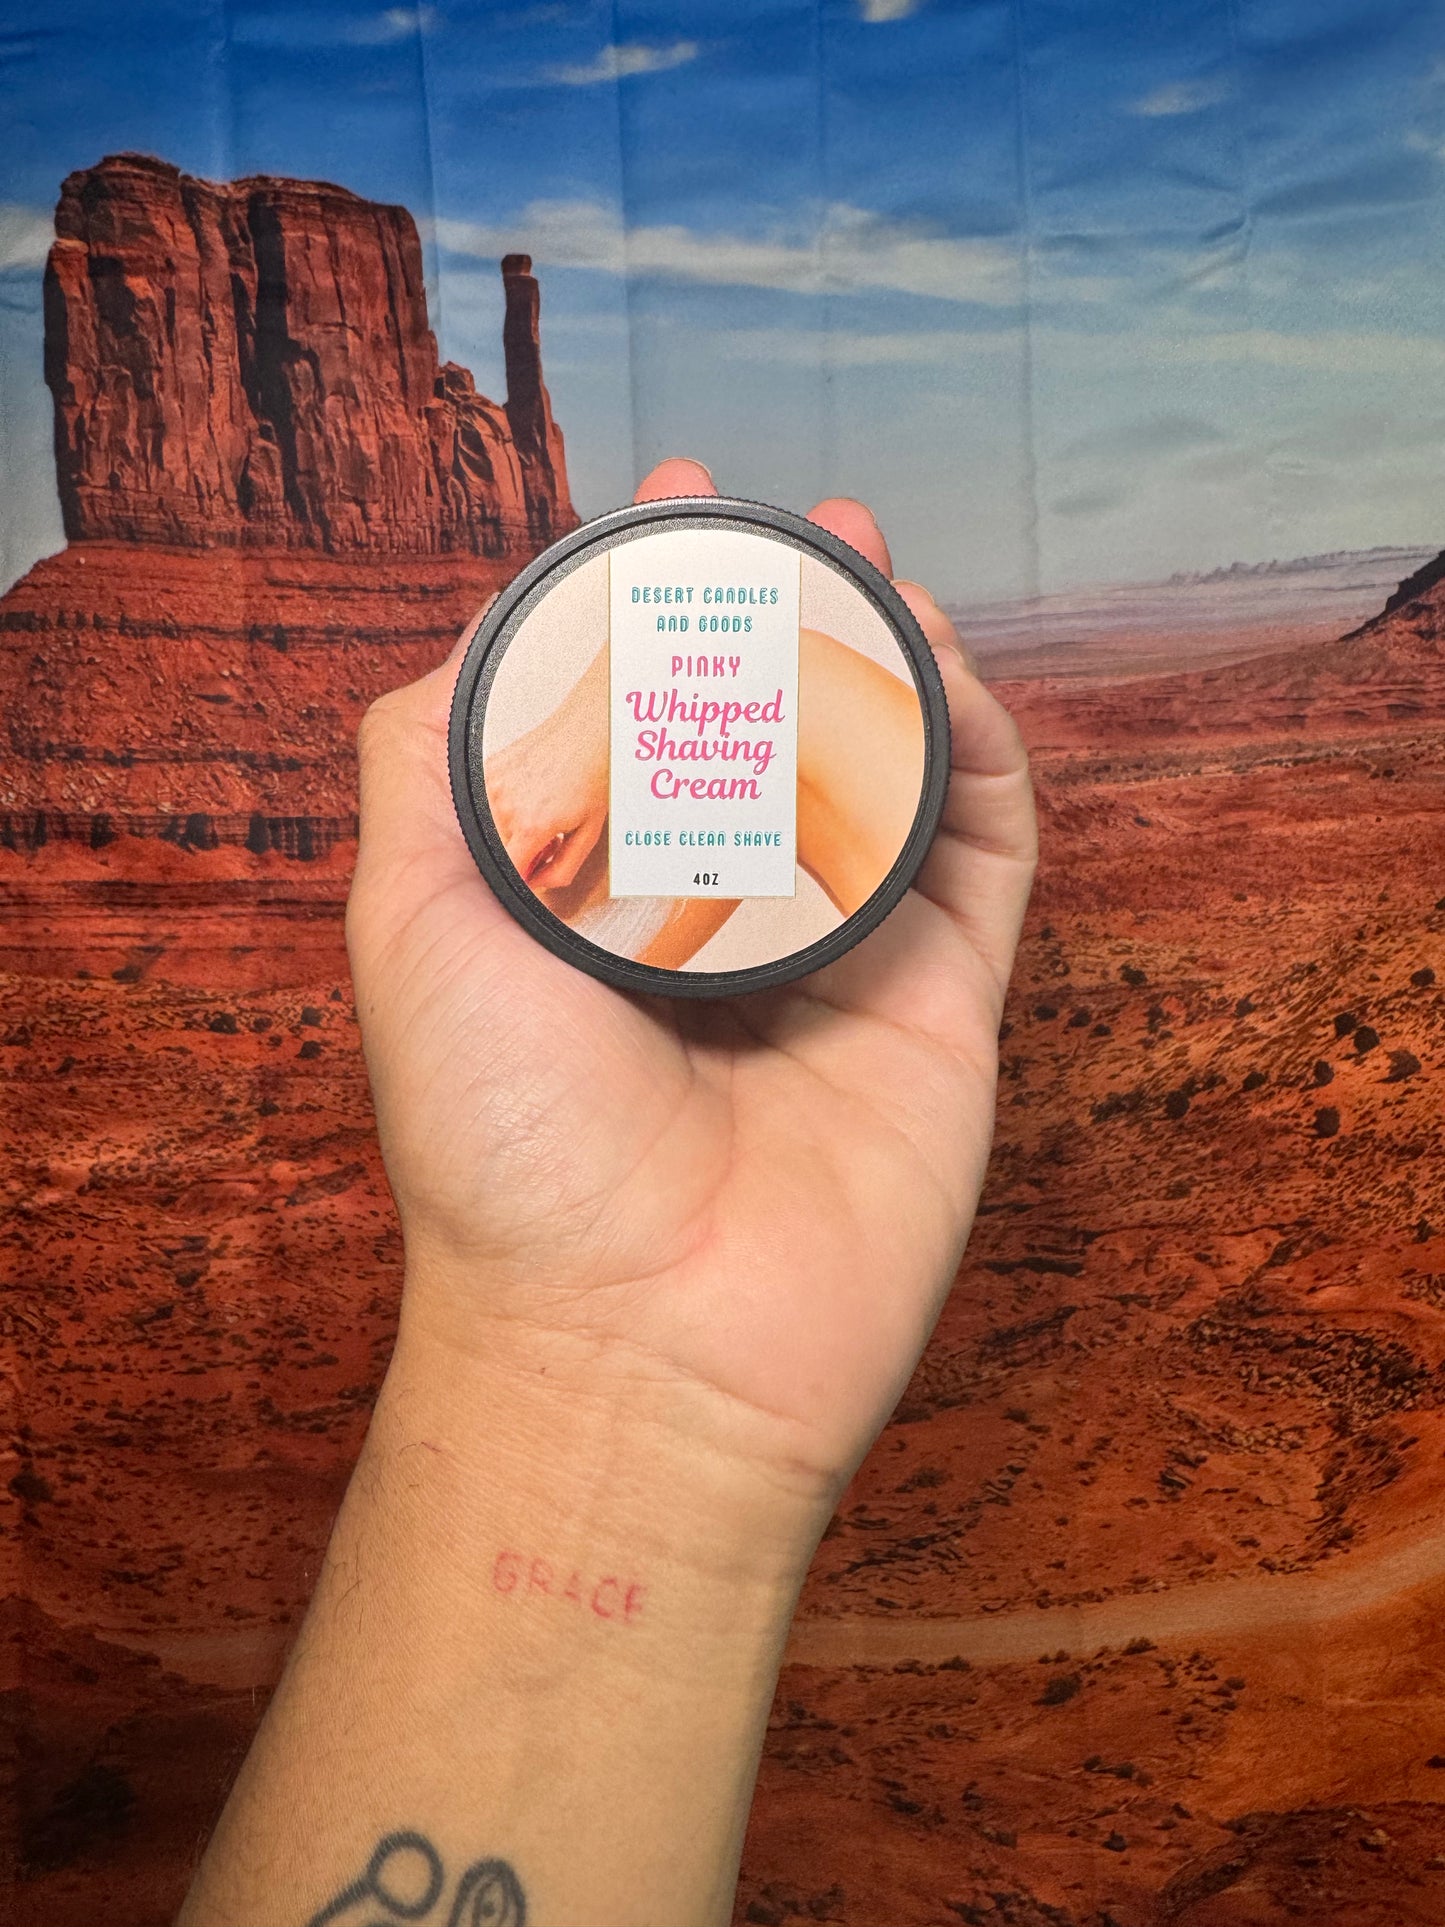 DESERT CANDLES
AND GOODS
PINKY
Whipped
Shaving
Cream
CLOSE CLEAN SHAVE
4OZ
GRACE